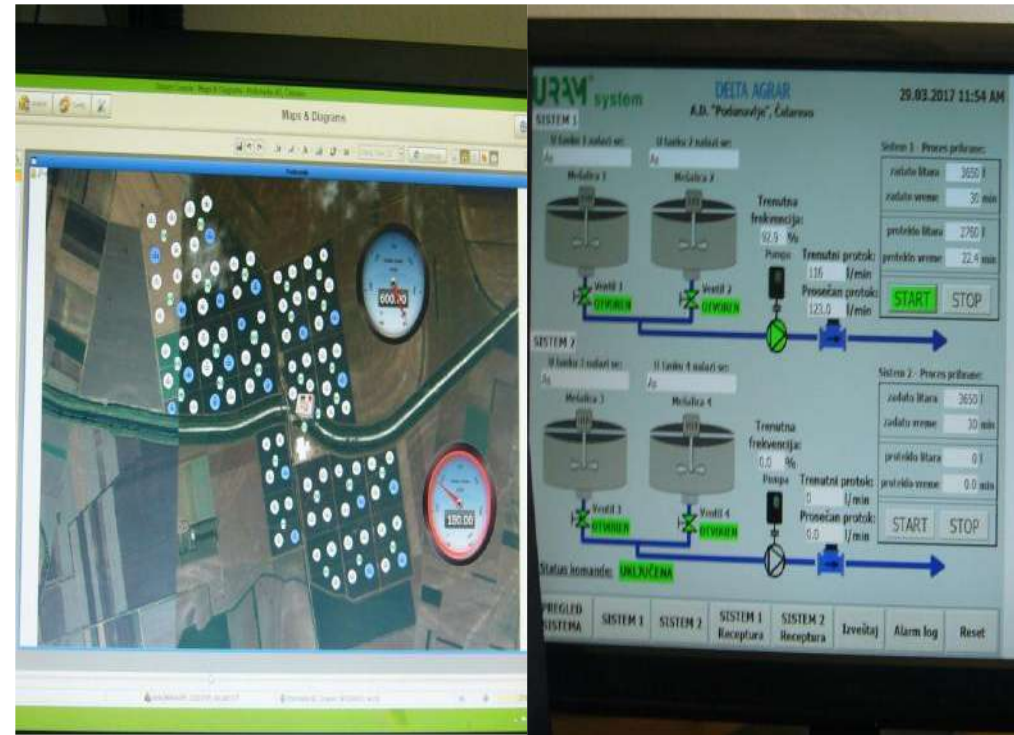 Maps & Diagrams
600.00
150.00
URAM system
DELTA AGRAR
A.D. "Podunavlje", Čelarevo
29.03.2017 11:54 AM
SISTEM 1
U tanku 1 nalazi se:
U tanku 2 nalazi se:
An
An
Mešalica 1
Mešalica 2
Trenutna
frekvencija:
92.9 %
Pumpa
Trenutni protok:
116 l/min
Prosečan protok:
123.0 l/min
Ventil 1
OTVOREN
Ventil 2
OTVOREN
Sistem 1 - Proces prihrane:
zadato litara 3650 l
zadato vreme 30 min
proteklo litara 2760 l
proteklo vreme 22.4 min
START STOP
SISTEM 2
U tanku 3 nalazi se:
U tanku 4 nalazi se:
An
An
Mešalica 3
Mešalica 4
Trenutna
frekvencija:
0.0 %
Pumpa
Trenutni protok:
0 l/min
Prosečan protok:
0.0 l/min
Ventil 3
OTVOREN
Ventil 4
OTVOREN
Sistem 2 - Proces prihrane:
zadato litara 3650 l
zadato vreme 30 min
proteklo litara 0 l
proteklo vreme 0.0 min
START STOP
Status komande: UKLJUČENA
PREGLED SISTEMA
SISTEM 1
SISTEM 2
SISTEM 1 Receptura
SISTEM 2 Receptura
Izveštaj
Alarm log
Reset